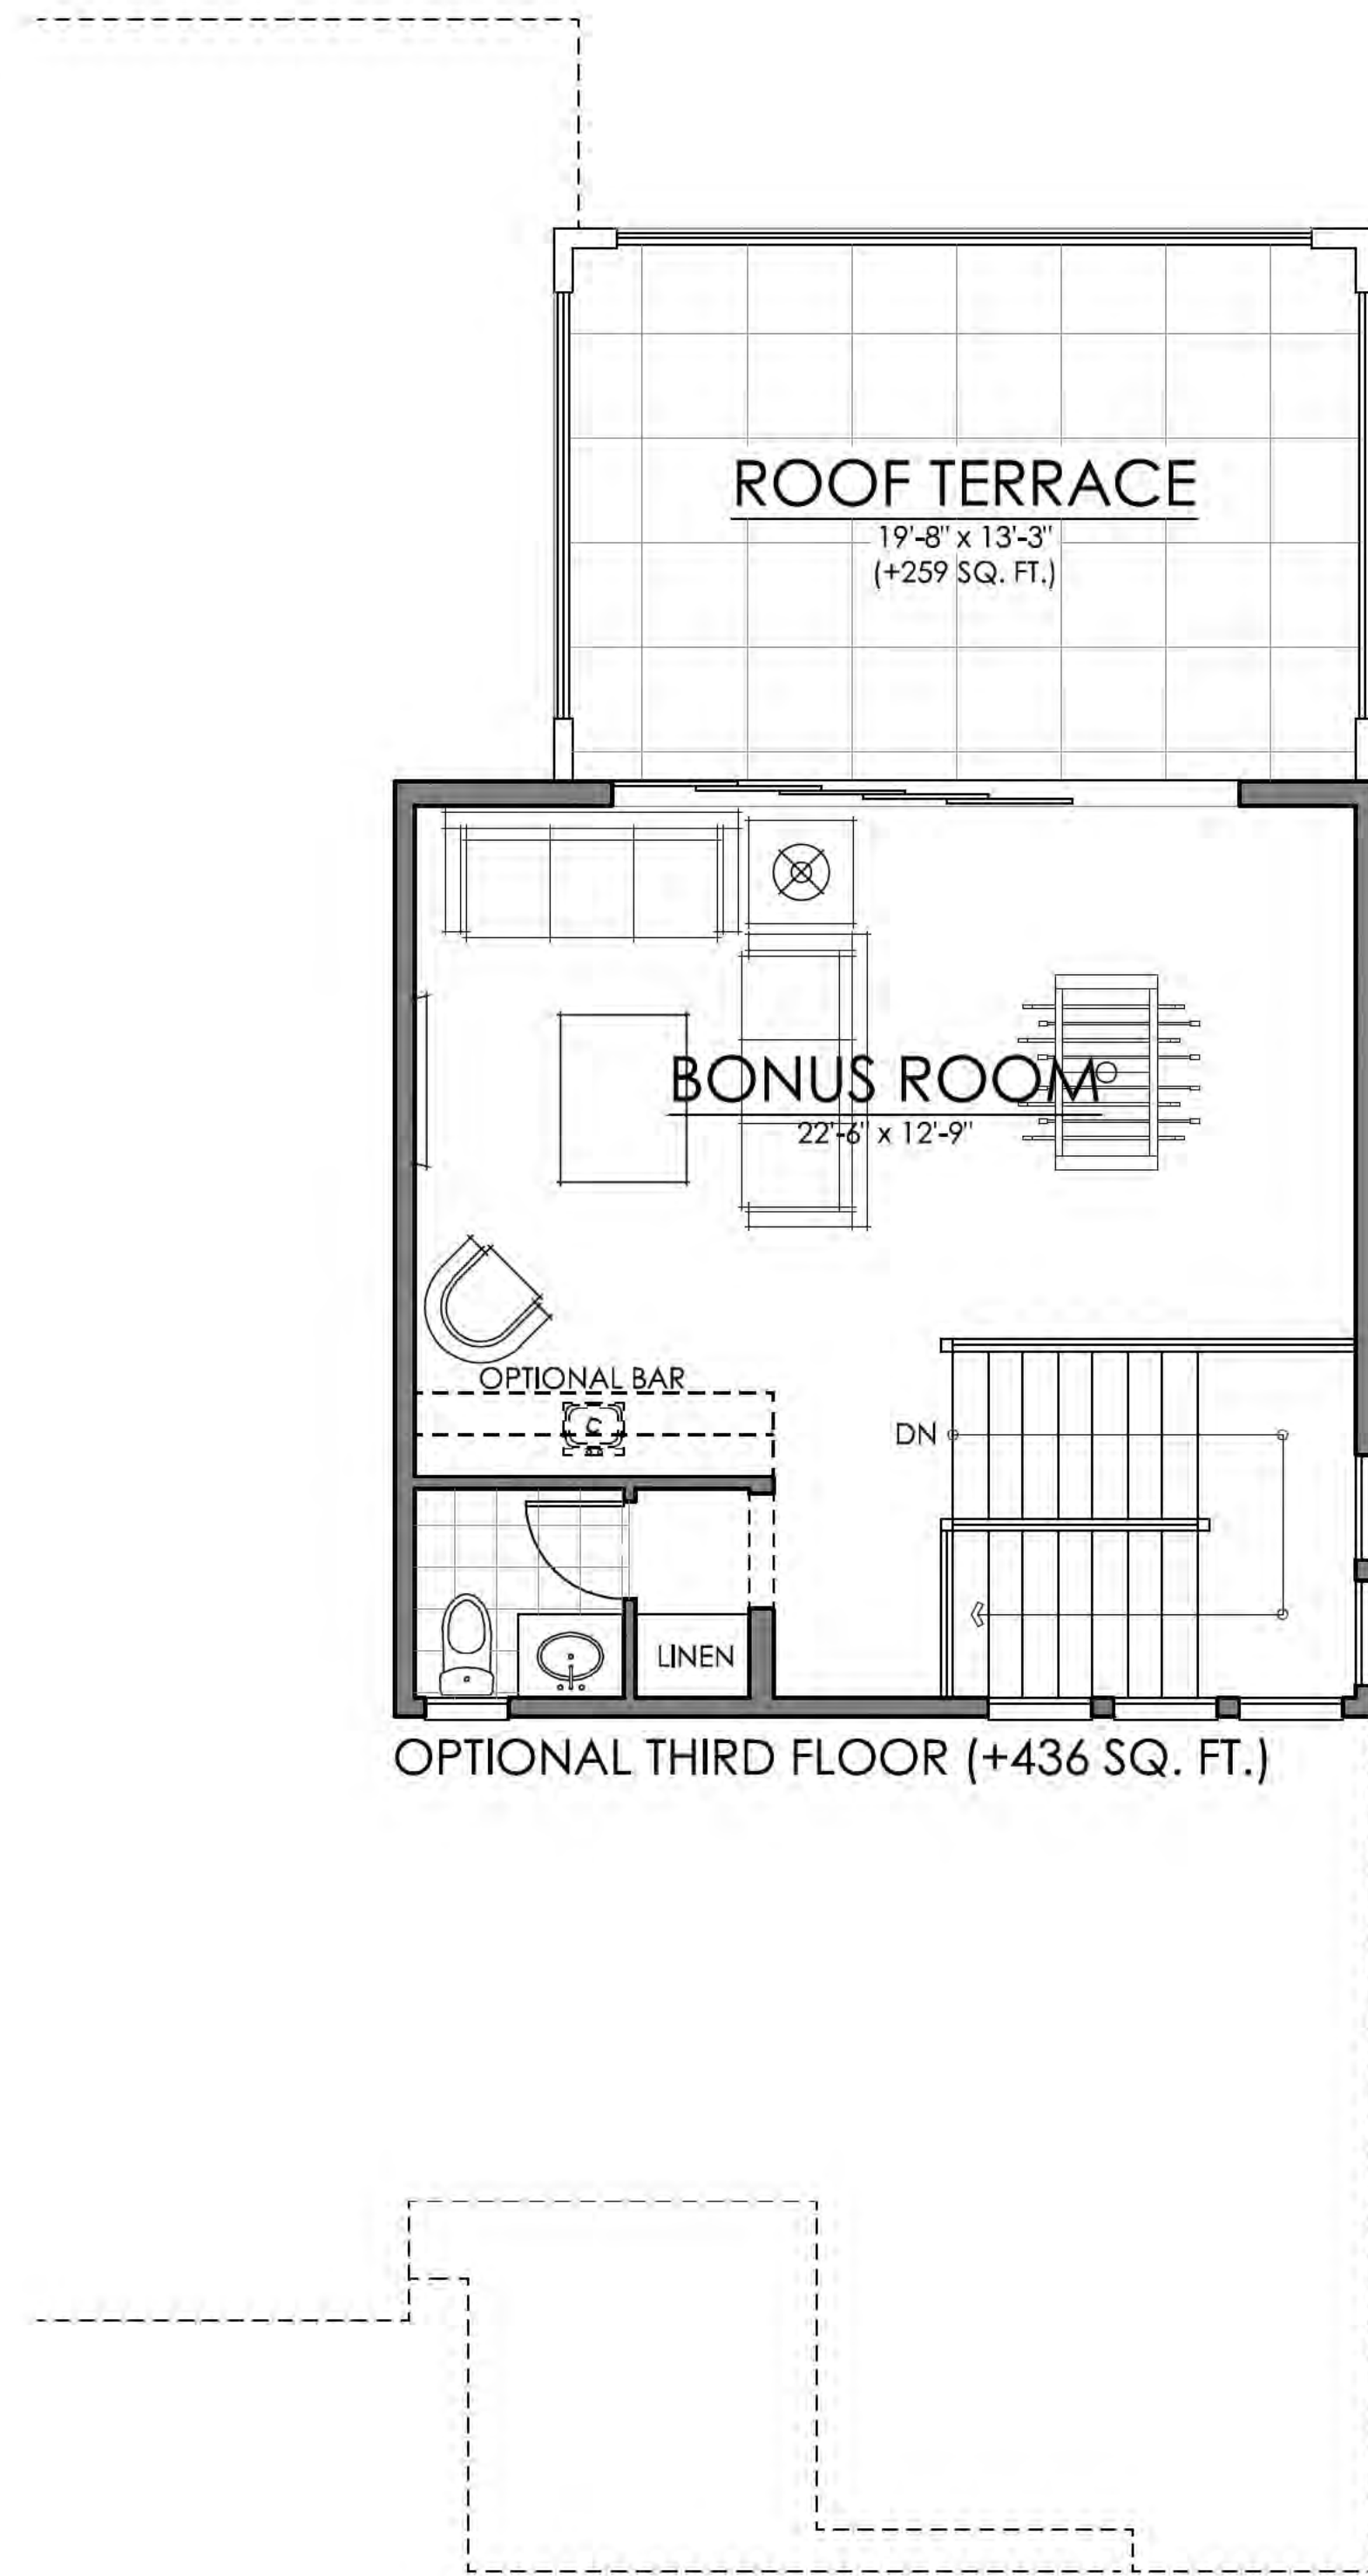 ROOF TERRACE
19'-8" x 13'-3"
(+259 SQ. FT.)
BONUS ROOM
22'-6" x 12'-9"
OPTIONAL BAR
C
DN
LINEN
OPTIONAL THIRD FLOOR (+436 SQ. FT.)